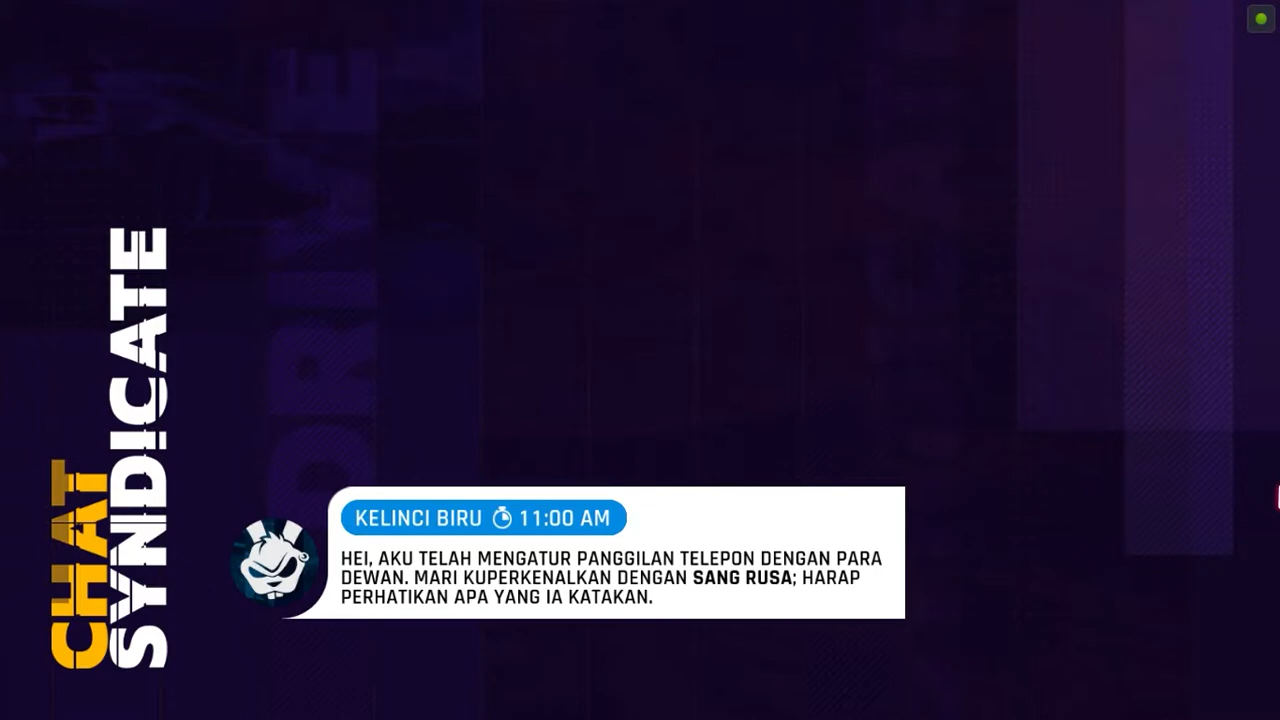 CHAT
SYNDICATE
KELINCI BIRU 11:00 AM
HEI, AKU TELAH MENGATUR PANGGILAN TELEPON DENGAN PARA
DEWAN. MARI KUPERKENALKAN DENGAN SANG RUSA; HARAP
PERHATIKAN APA YANG IA KATAKAN.